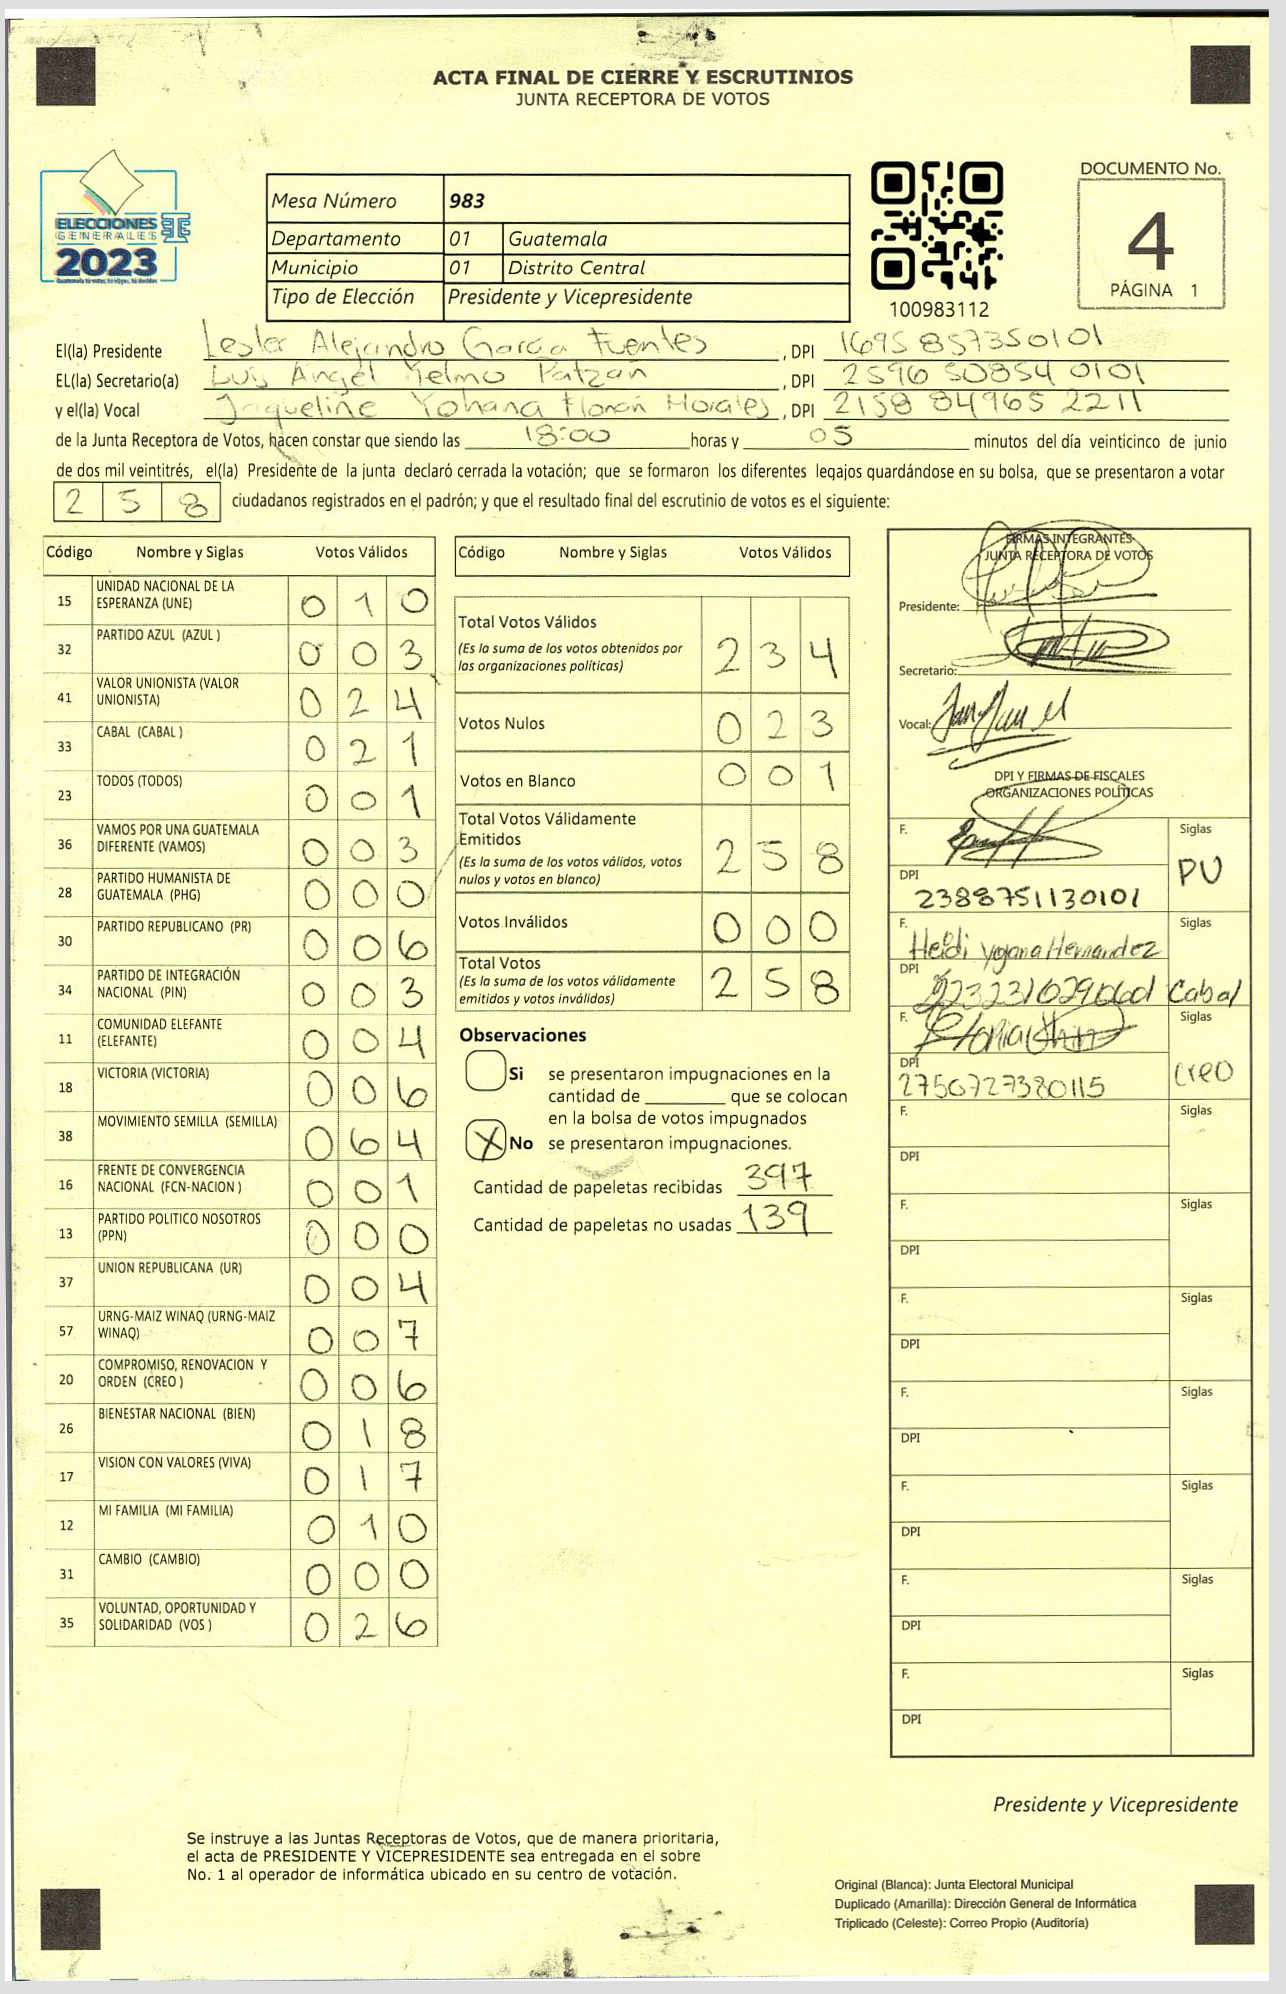 ACTA FINAL DE CIERRE Y ESCRUTINIOS
JUNTA RECEPTORA DE VOTOS
ELECCIONES
GENERALES
2023
Mesa Número 983
Departamento 01 Guatemala
Municipio 01 Distrito Central
Tipo de Elección Presidente y Vicepresidente
100983112
DOCUMENTO No.
4
PÁGINA 1
El(la) Presidente Lester Alejandro García Fuentes, DPI 1695 85735 0101
EL(la) Secretario(a) Luis Angel Patzán, DPI 2596 50854 0101
y el(la) Vocal Jaqueline Yohana Morales, DPI 2158 84965 2211
de la Junta Receptora de Votos, hacen constar que siendo las 18:00 horas y 05 minutos del día veinticinco de junio
de dos mil veintitrés, el(la) Presidente de la junta declaró cerrada la votación; que se formaron los diferentes legajos guardándose en su bolsa, que se presentaron a votar
2 5 8 ciudadanos registrados en el padrón; y que el resultado final del escrutinio de votos es el siguiente:
Código Nombre y Siglas Votos Válidos
15 UNIDAD NACIONAL DE LA ESPERANZA (UNE) 0 1 0
32 PARTIDO AZUL (AZUL ) 0 0 3
41 VALOR UNIONISTA (VALOR UNIONISTA) 0 2 4
33 CABAL (CABAL ) 0 2 1
23 TODOS (TODOS) 0 0 1
36 VAMOS POR UNA GUATEMALA DIFERENTE (VAMOS) 0 0 3
28 PARTIDO HUMANISTA DE GUATEMALA (PHG) 0 0 0
30 PARTIDO REPUBLICANO (PR) 0 0 6
34 PARTIDO DE INTEGRACIÓN NACIONAL (PIN) 0 0 3
11 COMUNIDAD ELEFANTE (ELEFANTE) 0 0 4
18 VICTORIA (VICTORIA) 0 0 6
38 MOVIMIENTO SEMILLA (SEMILLA) 0 6 4
16 FRENTE DE CONVERGENCIA NACIONAL (FCN-NACION ) 0 0 1
13 PARTIDO POLITICO NOSOTROS (PPN) 0 0 0
37 UNION REPUBLICANA (UR) 0 0 4
57 URNG-MAIZ WINAQ (URNG-MAIZ WINAQ) 0 0 7
20 COMPROMISO, RENOVACION Y ORDEN (CREO ) 0 0 6
26 BIENESTAR NACIONAL (BIEN) 0 1 8
17 VISION CON VALORES (VIVA) 0 1 7
12 MI FAMILIA (MI FAMILIA) 0 1 0
31 CAMBIO (CAMBIO) 0 0 0
35 VOLUNTAD, OPORTUNIDAD Y SOLIDARIDAD (VOS ) 0 2 6
Código Nombre y Siglas Votos Válidos
Total Votos Válidos 2 3 4
(Es la suma de los votos obtenidos por
las organizaciones políticas)
Votos Nulos 0 2 3
Votos en Blanco 0 0 1
Total Votos Válidamente
Emitidos 2 5 8
(Es la suma de los votos válidos, votos
nulos y votos en blanco)
Votos Inválidos 0 0 0
Total Votos 2 5 8
(Es la suma de los votos válidamente
emitidos y votos inválidos)
Observaciones
Si se presentaron impugnaciones en la
cantidad de ________ que se colocan
en la bolsa de votos impugnados
X No se presentaron impugnaciones.
Cantidad de papeletas recibidas 397
Cantidad de papeletas no usadas 139
FIRMAS INTEGRANTES
JUNTA RECEPTORA DE VOTOS
Presidente:
Secretario:
Vocal:
DPI Y FIRMAS DE FISCALES
ORGANIZACIONES POLÍTICAS
F. Siglas PU
DPI 2388751130101
F. Heidi Yojana Hernandez Siglas Cabal
DPI
F. Siglas Creo
DPI 2750727380115
F. Siglas
DPI
F. Siglas
DPI
F. Siglas
DPI
F. Siglas
DPI
F. Siglas
DPI
F. Siglas
DPI
F. Siglas
DPI
Presidente y Vicepresidente
Se instruye a las Juntas Receptoras de Votos, que de manera prioritaria,
el acta de PRESIDENTE Y VICEPRESIDENTE sea entregada en el sobre
No. 1 al operador de informática ubicado en su centro de votación.
Original (Blanca): Junta Electoral Municipal
Duplicado (Amarilla): Dirección General de Informática
Triplicado (Celeste): Correo Propio (Auditoría)